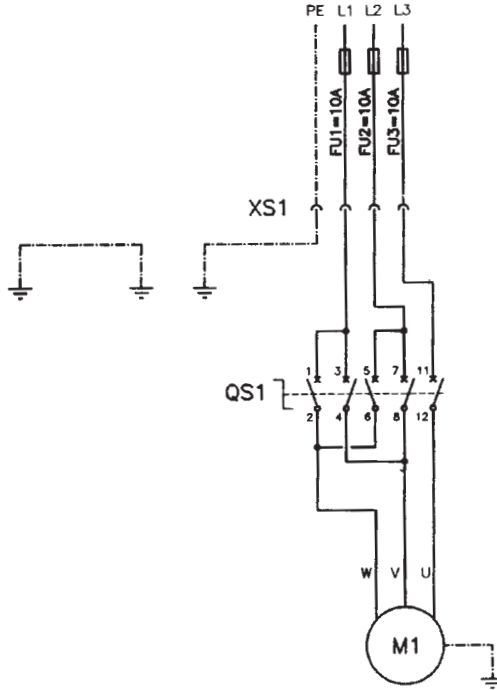 PE L1 L2 L3
FU1=10A
FU2=10A
FU3=10A
XS1
1 3 5 7 11
QS1
2 4 6 8 12
W V U
M1